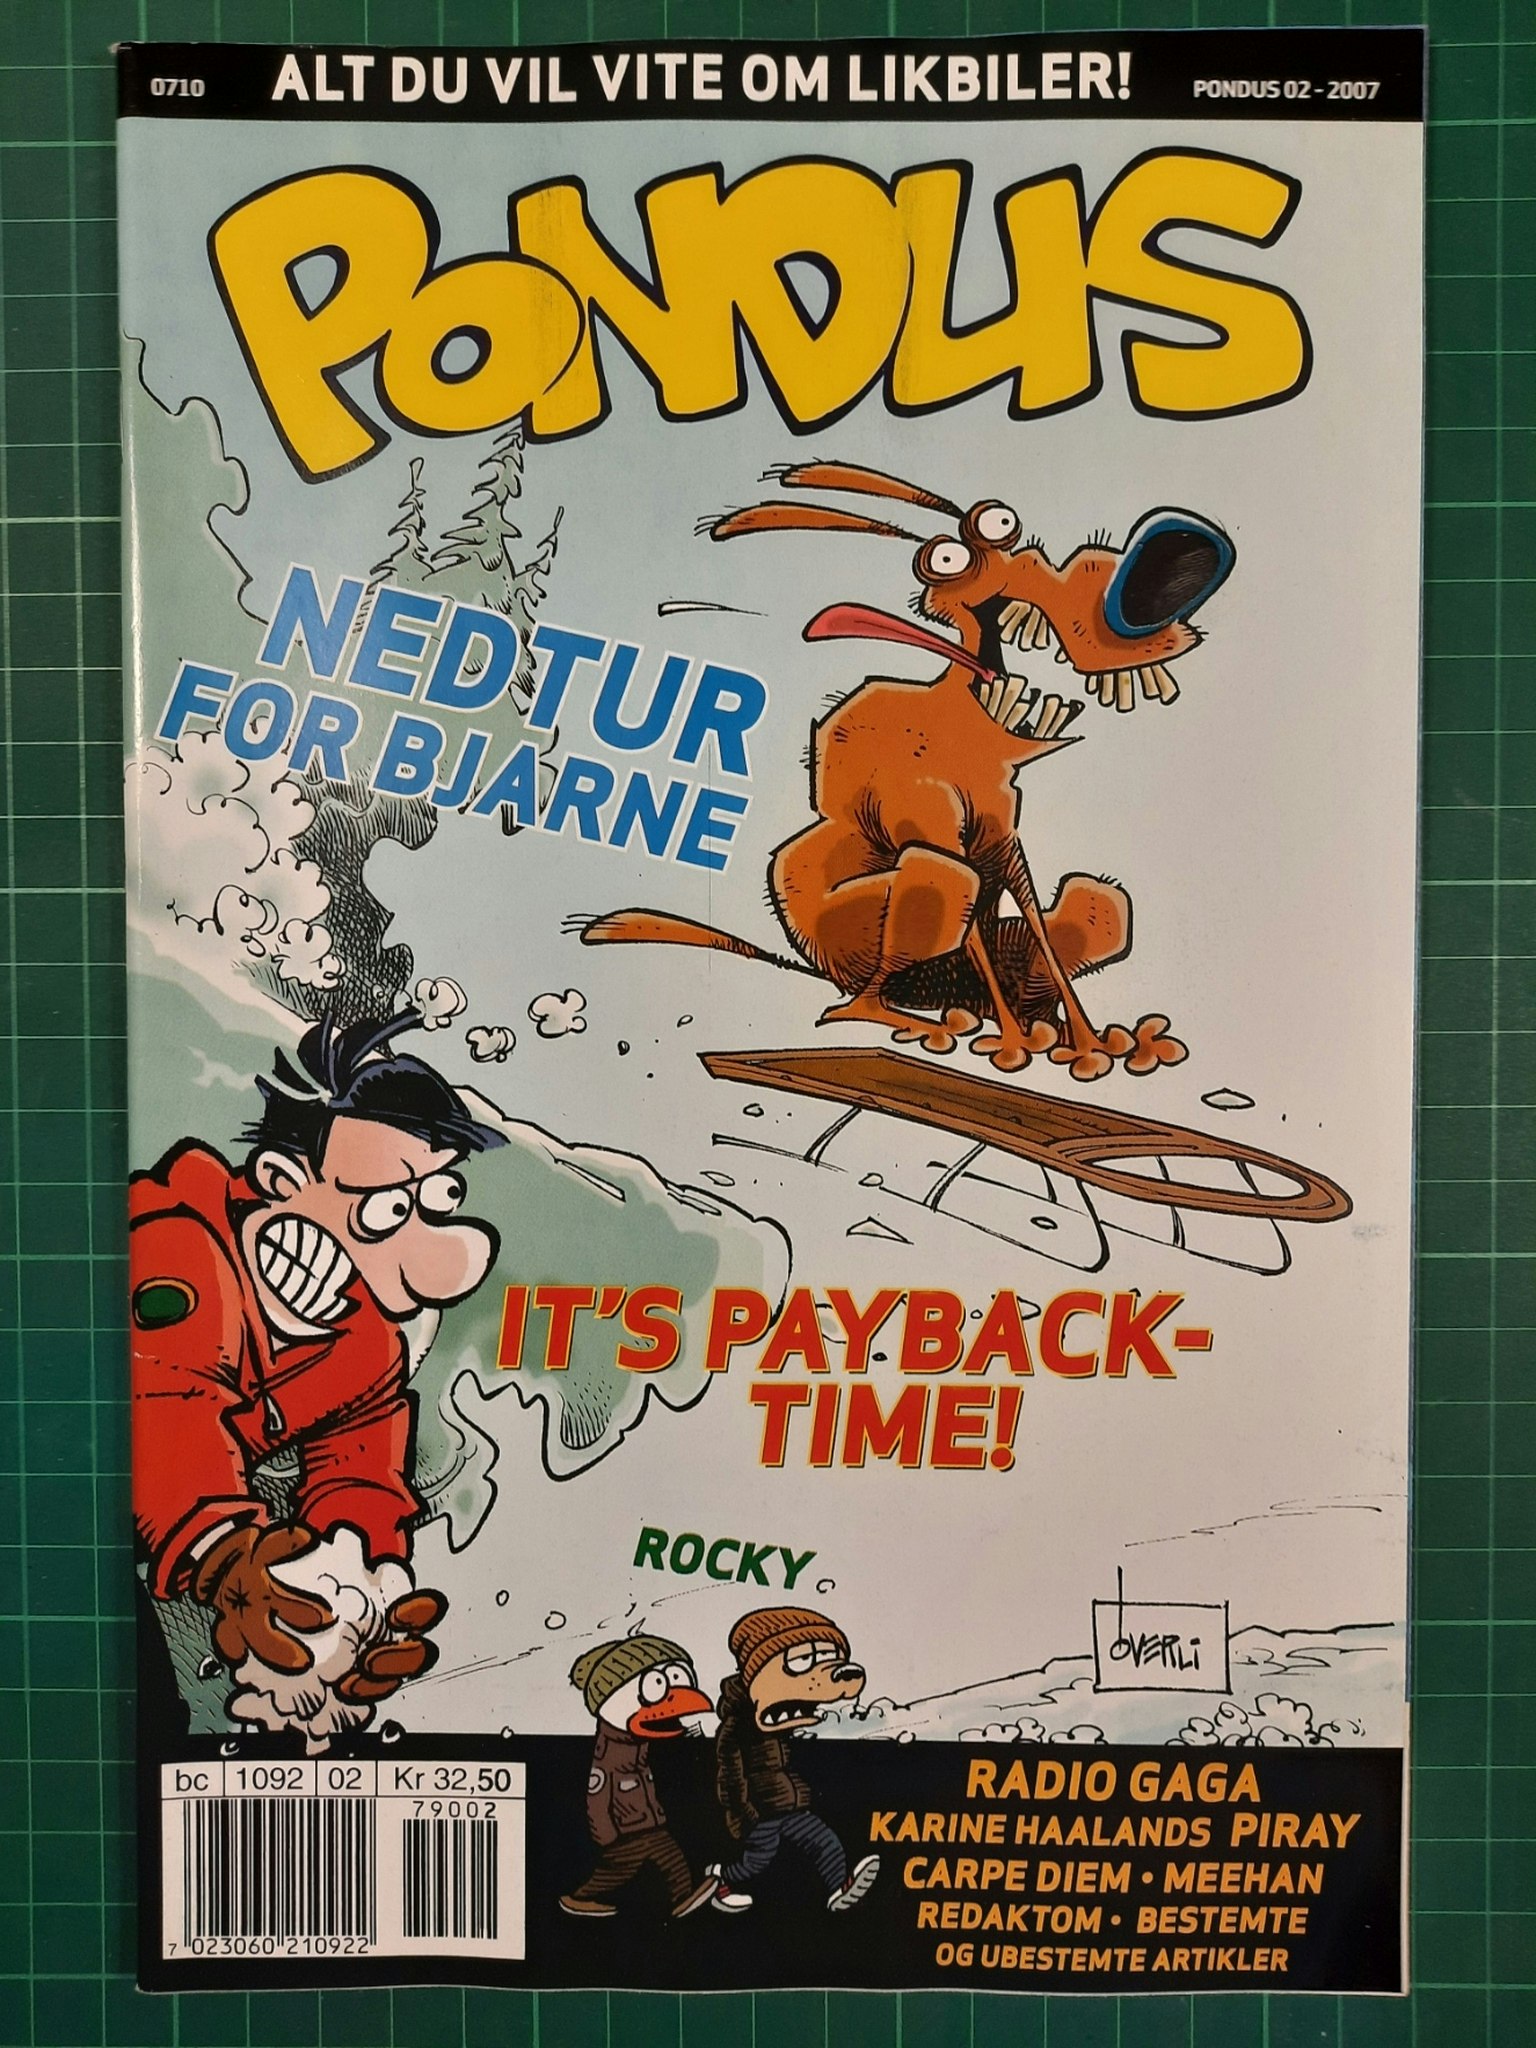 0710
ALT DU VIL VITE OM LIKBILER!
PONDUS 02 - 2007
PONDUS
NEDTUR
FOR BJARNE
IT'S PAYBACK-
TIME!
ROCKY
ØVERLI
bc 1092 02 Kr 32,50
79002
7 023060 210922
RADIO GAGA
KARINE HAALANDS PIRAY
CARPE DIEM • MEEHAN
REDAKTOM • BESTEMTE
OG UBESTEMTE ARTIKLER